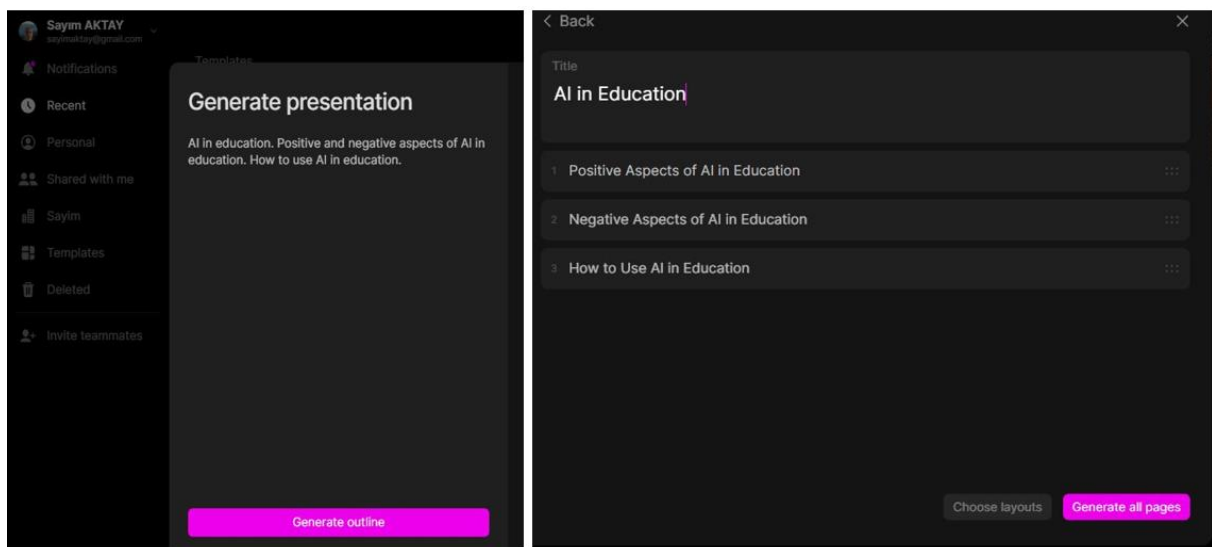 Sayım AKTAY
sayimaktay@gmail.com
Notifications
Recent
Personal
Shared with me
Sayim
Templates
Deleted
Invite teammates
Templates
Generate presentation
AI in education. Positive and negative aspects of AI in
education. How to use AI in education.
Generate outline
Back
Title
AI in Education
1 Positive Aspects of AI in Education
2 Negative Aspects of AI in Education
3 How to Use AI in Education
Choose layouts
Generate all pages